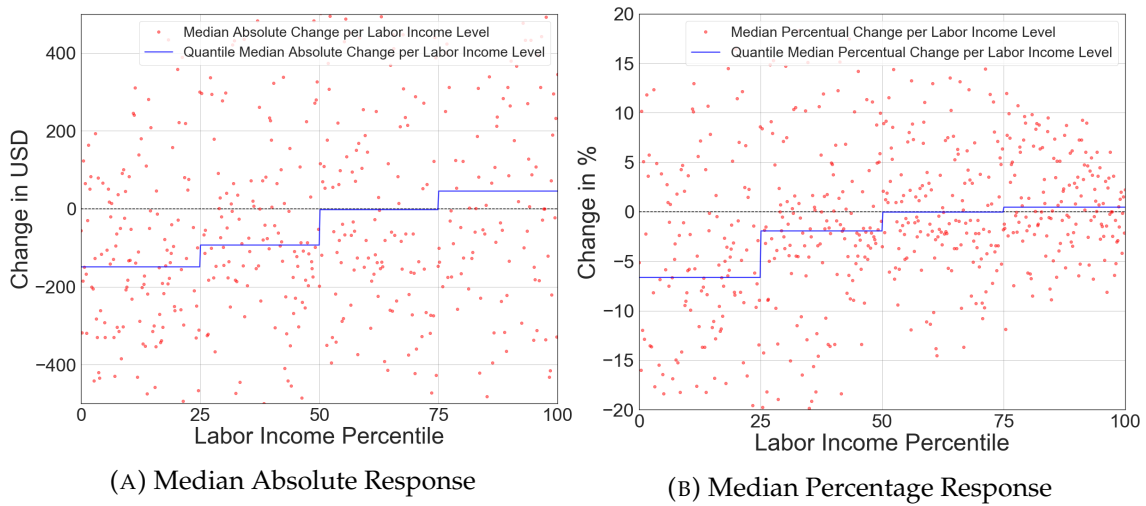 Median Absolute Change per Labor Income Level
Quantile Median Absolute Change per Labor Income Level
Change in USD
400
200
0
−200
−400
0 25 50 75 100
Labor Income Percentile
(A) Median Absolute Response
Median Percentual Change per Labor Income Level
Quantile Median Percentual Change per Labor Income Level
Change in %
20
15
10
5
0
−5
−10
−15
−20
0 25 50 75 100
Labor Income Percentile
(B) Median Percentage Response